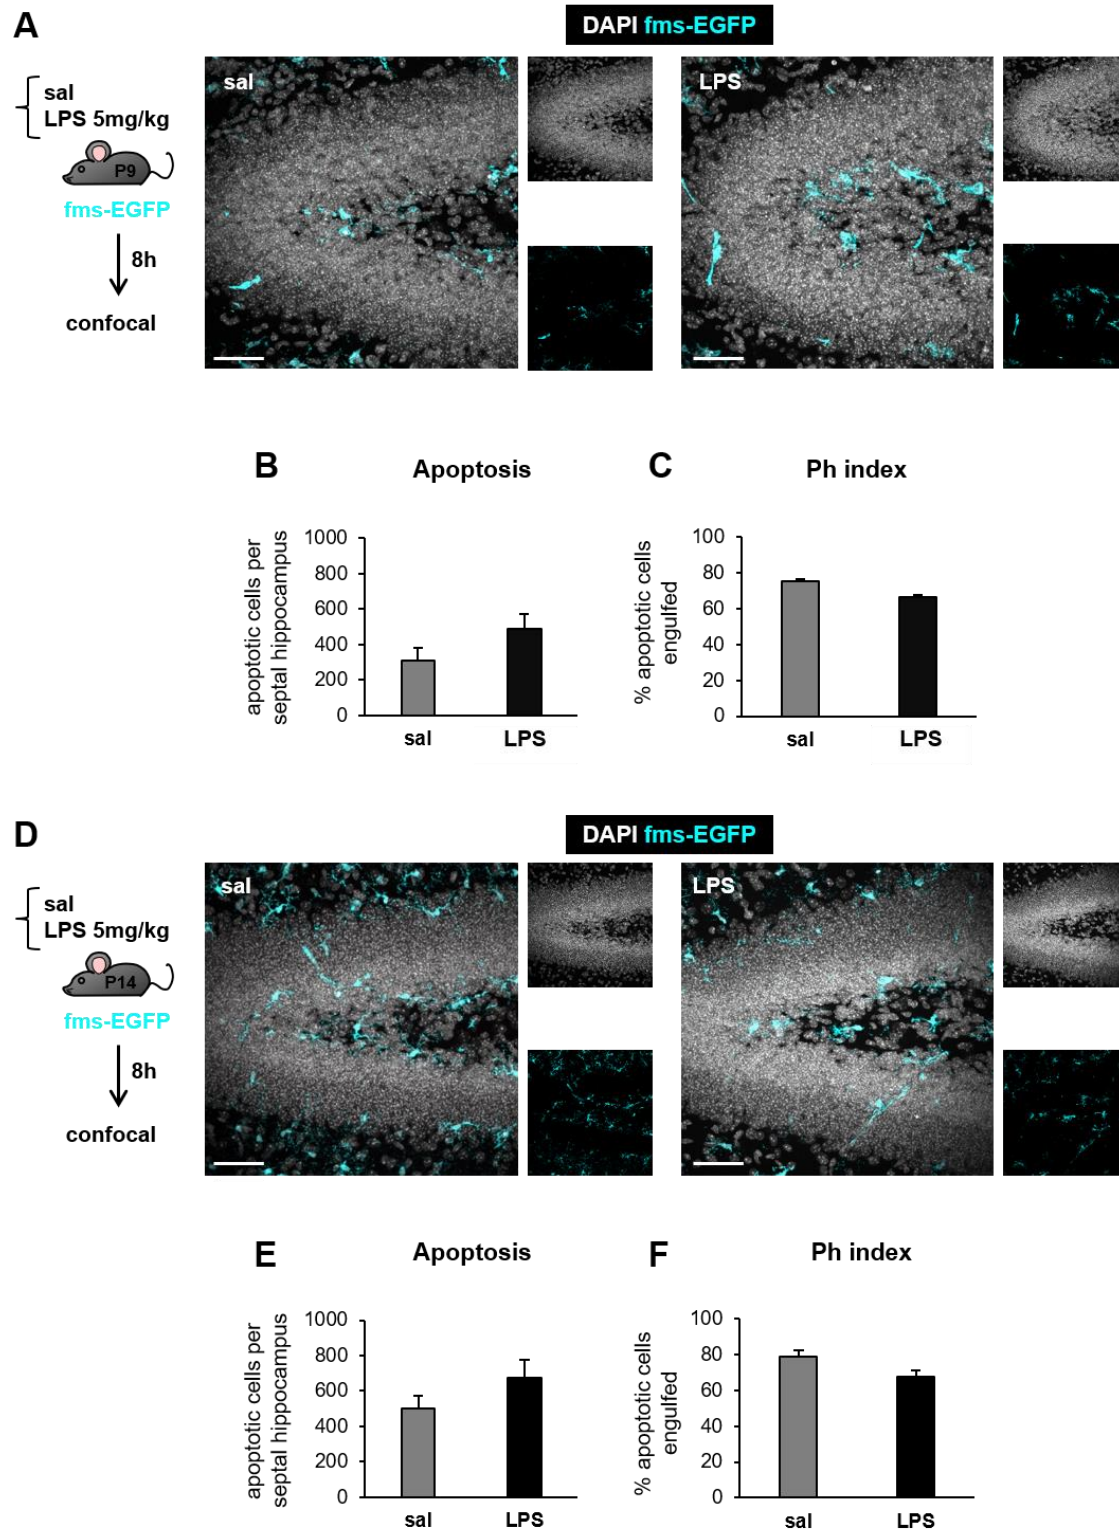 A
DAPI fms-EGFP
sal
LPS 5mg/kg
P9
fms-EGFP
8h
confocal
sal
LPS
B
Apoptosis
apoptotic cells per
septal hippocampus
1000
800
600
400
200
0
sal
LPS
C
Ph index
% apoptotic cells
engulfed
100
80
60
40
20
0
sal
LPS
D
DAPI fms-EGFP
sal
LPS 5mg/kg
P14
fms-EGFP
8h
confocal
sal
LPS
E
Apoptosis
apoptotic cells per
septal hippocampus
1000
800
600
400
200
0
sal
LPS
F
Ph index
% apoptotic cells
engulfed
100
80
60
40
20
0
sal
LPS